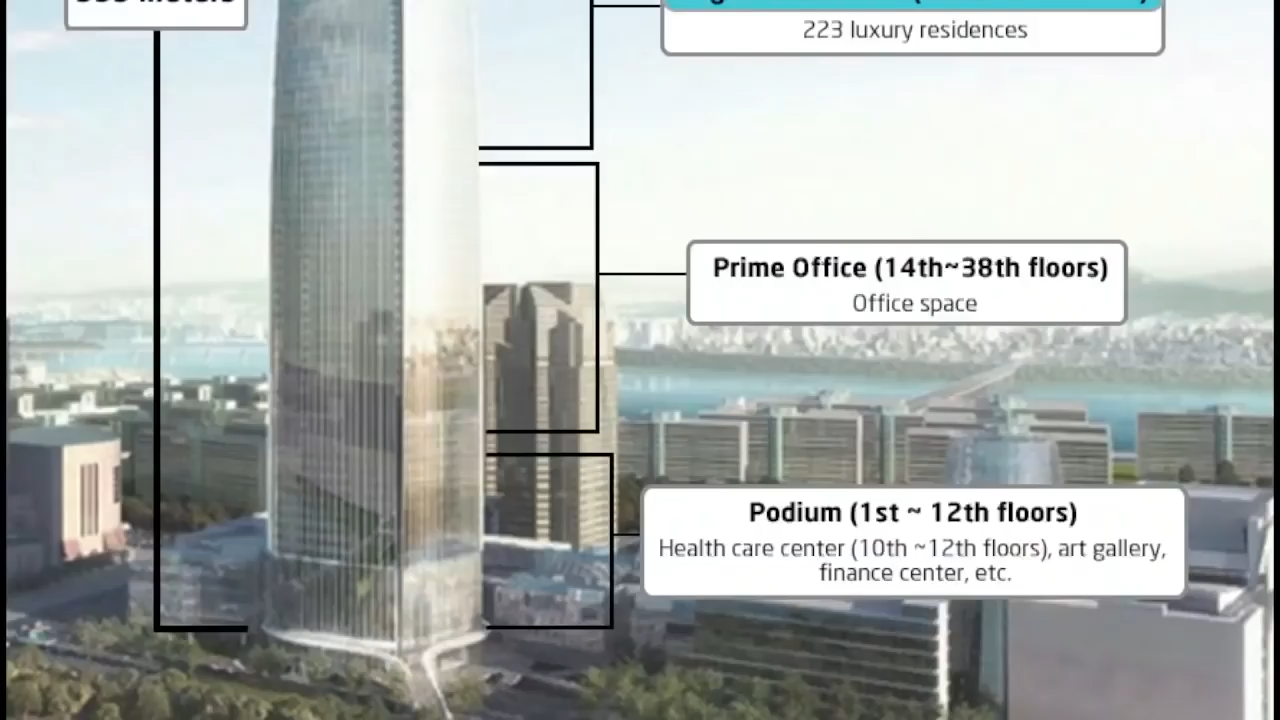 223 luxury residences
Prime Office (14th~38th floors)
Office space
Podium (1st ~ 12th floors)
Health care center (10th ~12th floors), art gallery,
finance center, etc.